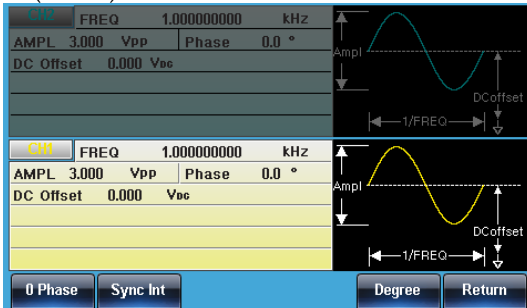 CH2 FREQ 1.000000000 kHz
AMPL 3.000 Vpp Phase 0.0 °
DC Offset 0.000 VDC
Ampl
DCoffset
1/FREQ
CH1 FREQ 1.000000000 kHz
AMPL 3.000 Vpp Phase 0.0 °
DC Offset 0.000 VDC
Ampl
DCoffset
1/FREQ
0 Phase Sync Int Degree Return